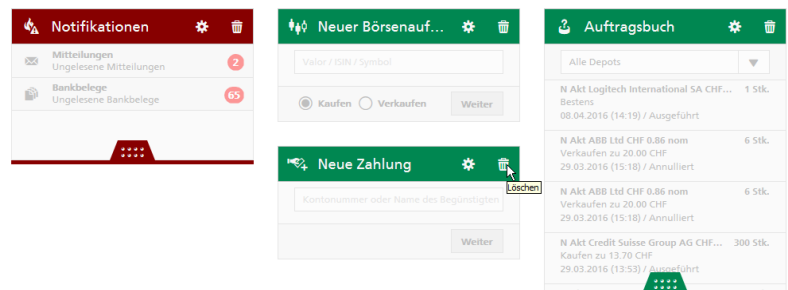 Notifikationen
Mitteilungen
Ungelesene Mitteilungen
2
Bankbelege
Ungelesene Bankbelege
65
Neuer Börsenauf...
Valor / ISIN / Symbol
Kaufen Verkaufen Weiter
Neue Zahlung
Löschen
Kontonummer oder Name des Begünstigten
Weiter
Auftragsbuch
Alle Depots
N Akt Logitech International SA CHF... 1 Stk.
Bestens
08.04.2016 (14:19) / Ausgeführt
N Akt ABB Ltd CHF 0.86 nom 6 Stk.
Verkaufen zu 20.00 CHF
29.03.2016 (15:18) / Annulliert
N Akt ABB Ltd CHF 0.86 nom 6 Stk.
Verkaufen zu 20.00 CHF
29.03.2016 (15:18) / Annulliert
N Akt Credit Suisse Group AG CHF... 300 Stk.
Kaufen zu 13.70 CHF
29.03.2016 (13:53) / Ausgeführt